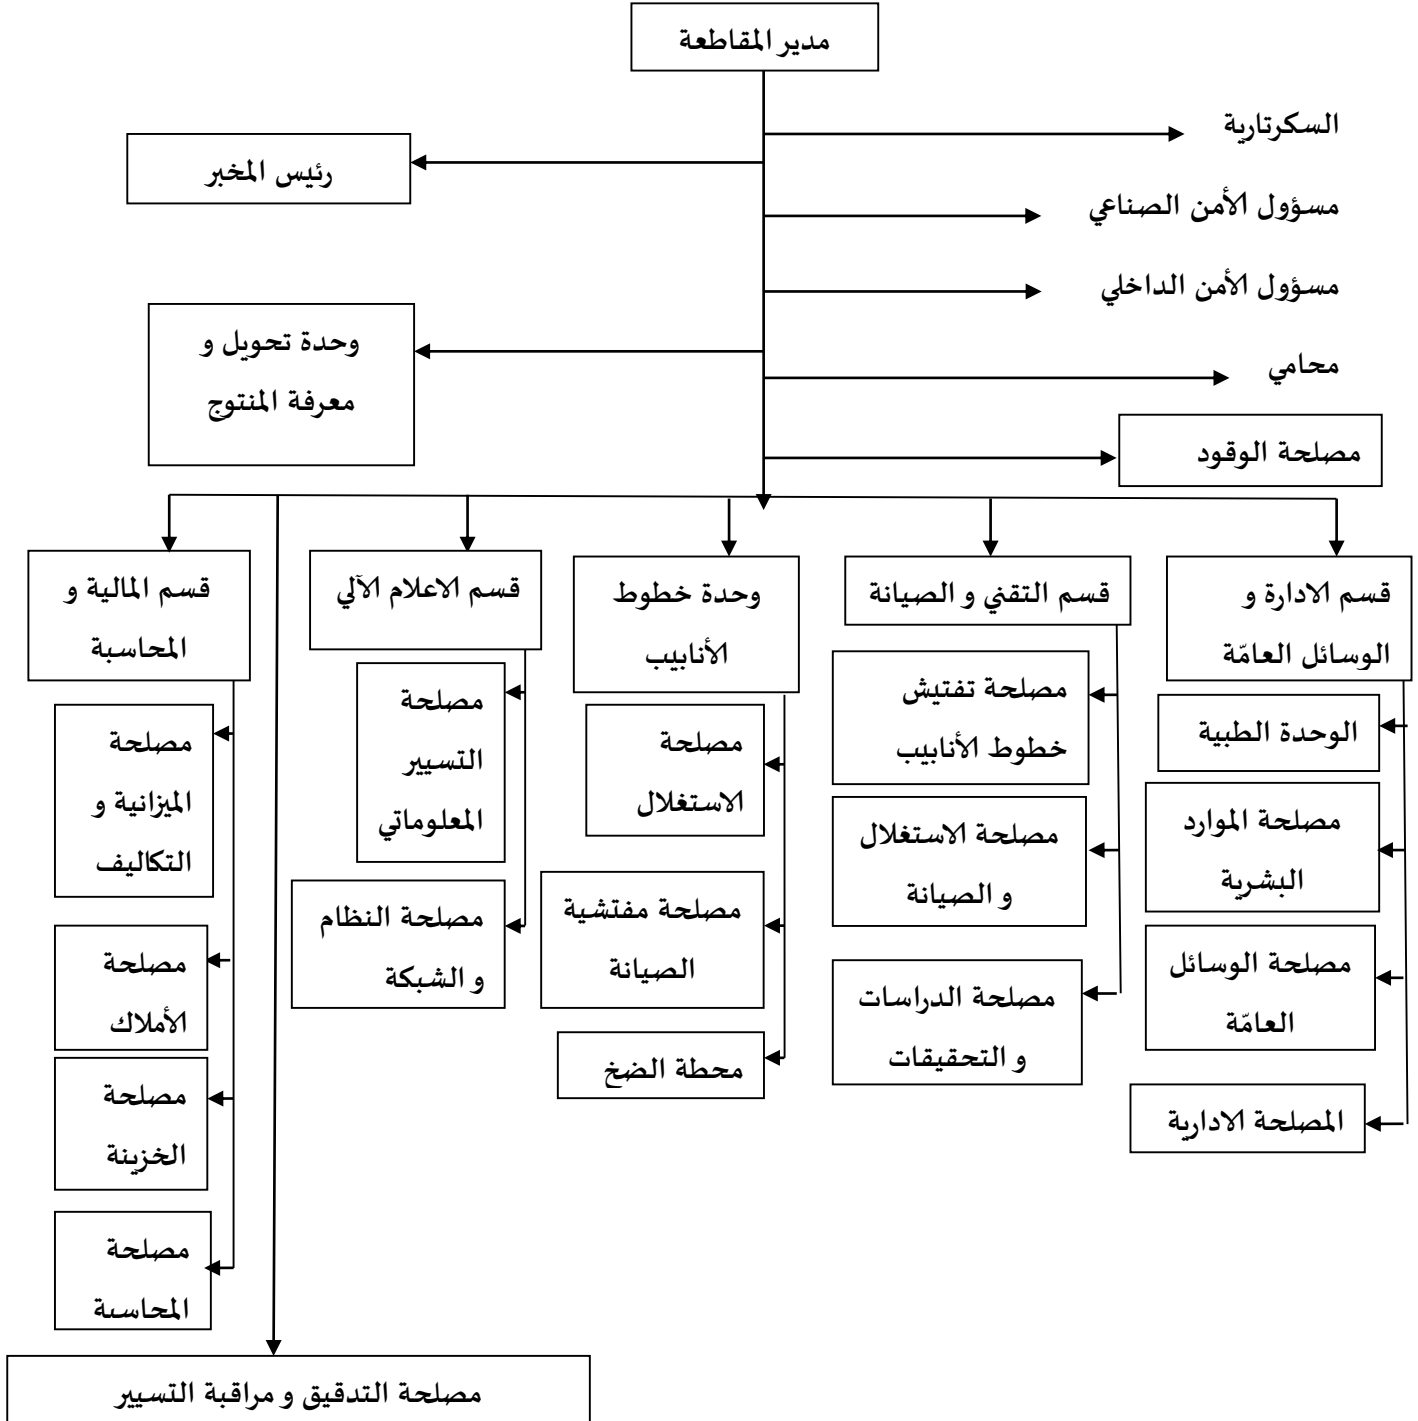 مدير المقاطعة
السكرتارية
رئيس المخبر
مسؤول الأمن الصناعي
مسؤول الأمن الداخلي
وحدة تحويل و
معرفة المنتوج
محامي
مصلحة الوقود
قسم الادارة و
الوسائل العامّة
الوحدة الطبية
مصلحة الموارد
البشرية
مصلحة الوسائل
العامّة
المصلحة الادارية
قسم التقني و الصيانة
مصلحة تفتيش
خطوط الأنابيب
مصلحة الاستغلال
و الصيانة
مصلحة الدراسات
و التحقيقات
وحدة خطوط
الأنابيب
مصلحة
الاستغلال
مصلحة مفتشية
الصيانة
محطة الضخ
قسم الاعلام الآلي
مصلحة
التسيير
المعلوماتي
مصلحة النظام
و الشبكة
قسم المالية و
المحاسبة
مصلحة
الميزانية و
التكاليف
مصلحة
الأملاك
مصلحة
الخزينة
مصلحة
المحاسبة
مصلحة التدقيق و مراقبة التسيير